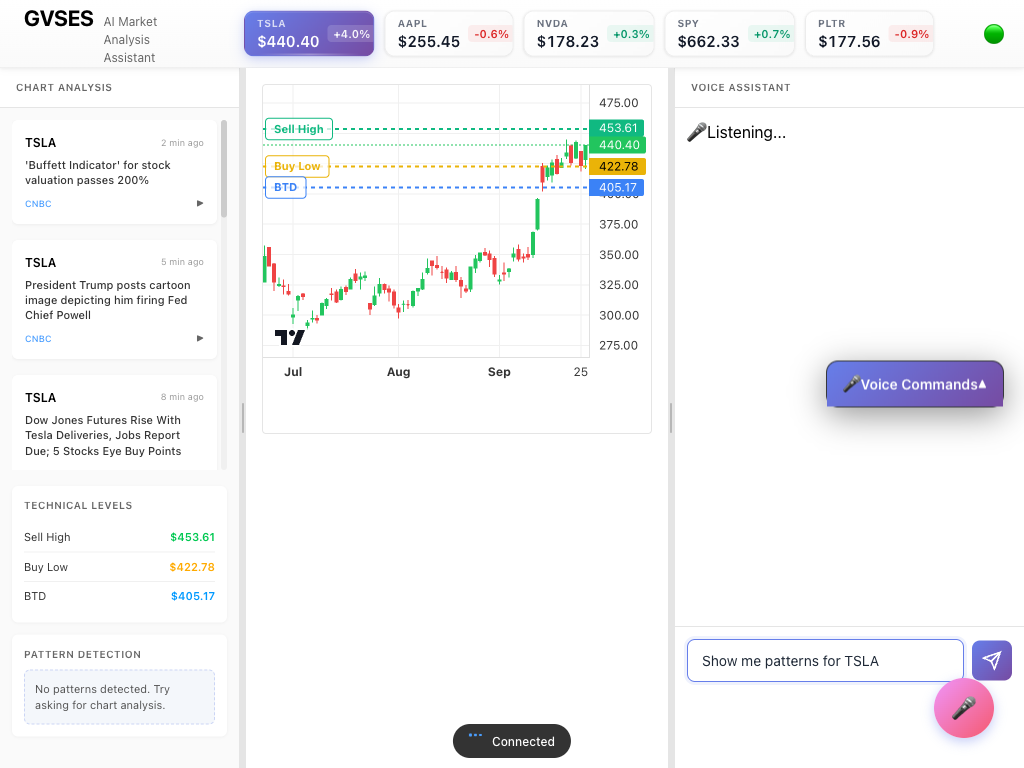 GVSES
AI Market
Analysis
Assistant
TSLA
$440.40
+4.0%
AAPL
$255.45
-0.6%
NVDA
$178.23
+0.3%
SPY
$662.33
+0.7%
PLTR
$177.56
-0.9%
CHART ANALYSIS
TSLA
2 min ago
'Buffett Indicator' for stock
valuation passes 200%
CNBC
TSLA
5 min ago
President Trump posts cartoon
image depicting him firing Fed
Chief Powell
CNBC
TSLA
8 min ago
Dow Jones Futures Rise With
Tesla Deliveries, Jobs Report
Due; 5 Stocks Eye Buy Points
TECHNICAL LEVELS
Sell High
$453.61
Buy Low
$422.78
BTD
$405.17
PATTERN DETECTION
No patterns detected. Try
asking for chart analysis.
Sell High
Buy Low
BTD
475.00
453.61
440.40
422.78
405.17
375.00
350.00
325.00
300.00
275.00
Jul
Aug
Sep
25
Connected
VOICE ASSISTANT
Listening...
Voice Commands
Show me patterns for TSLA